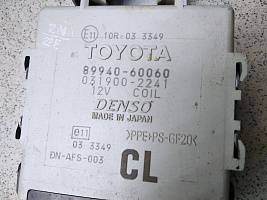 E11 10R-03 3349
TOYOTA
89940-60060
031900-2241
12V COIL
DENSO
MADE IN JAPAN
e11 >PPE+PS-GF20<
03 3349
DN-AFS-003
CL